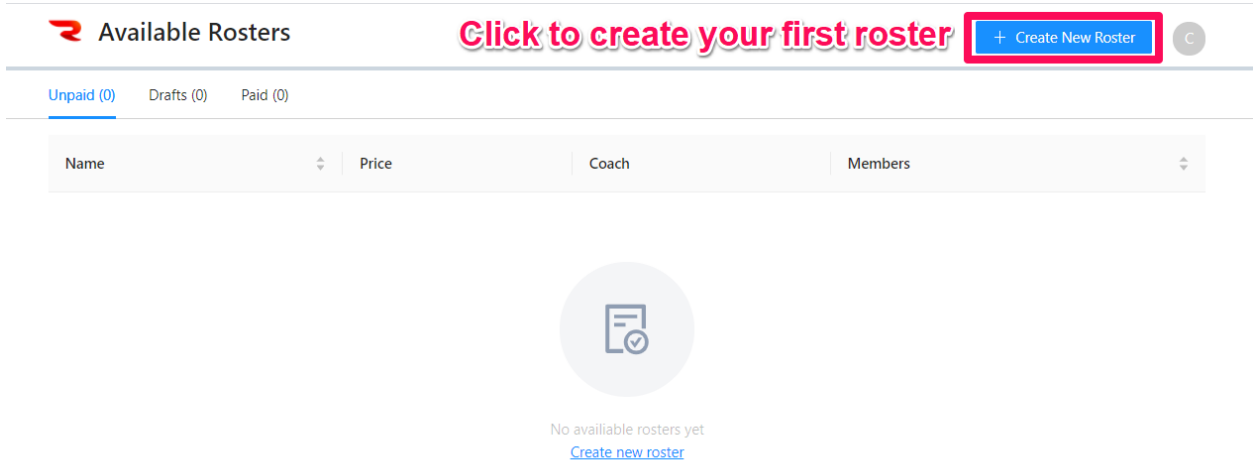 Available Rosters
Click to create your first roster
+ Create New Roster
C
Unpaid (0) Drafts (0) Paid (0)
Name Price Coach Members
No availiable rosters yet
Create new roster